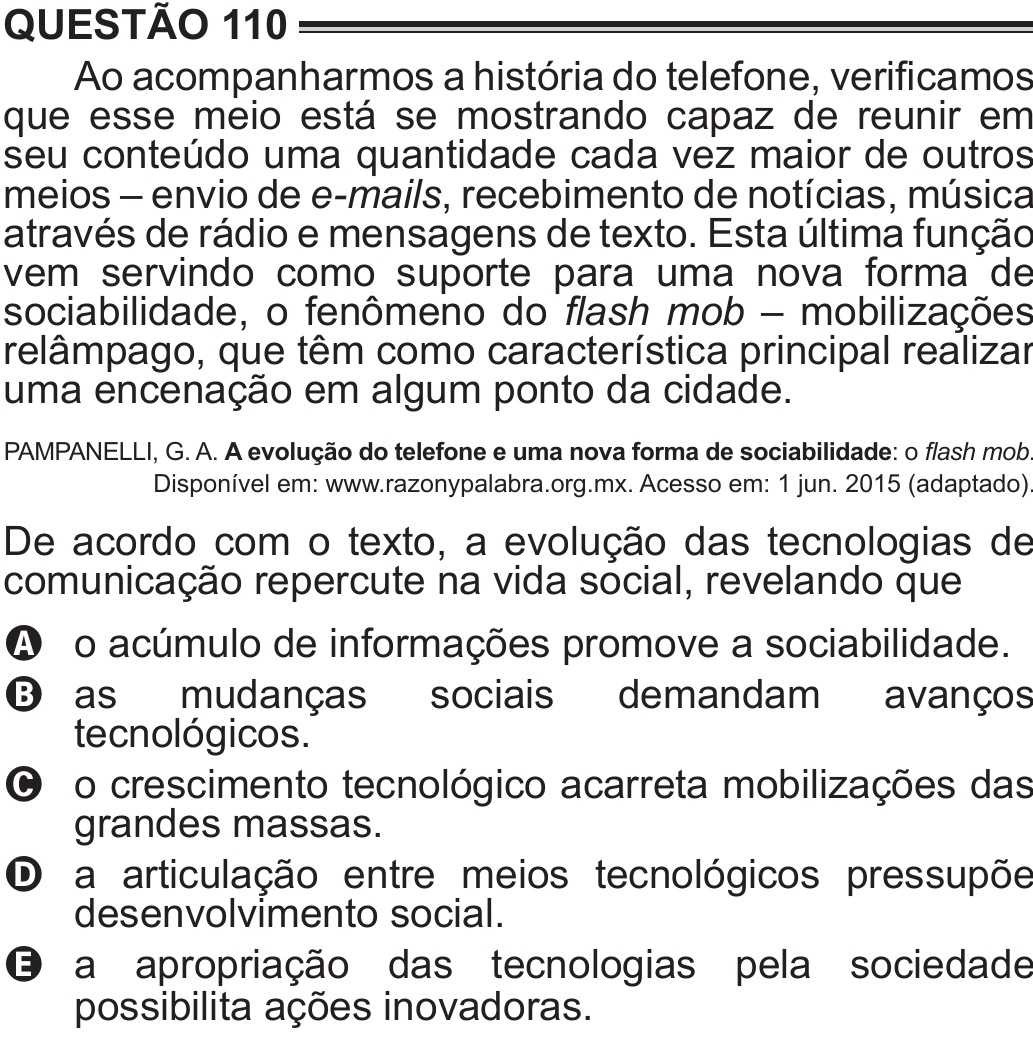 QUESTÃO 110
Ao acompanharmos a história do telefone, verificamos
que esse meio está se mostrando capaz de reunir em
seu conteúdo uma quantidade cada vez maior de outros
meios – envio de e-mails, recebimento de notícias, música
através de rádio e mensagens de texto. Esta última função
vem servindo como suporte para uma nova forma de
sociabilidade, o fenômeno do flash mob – mobilizações
relâmpago, que têm como característica principal realizar
uma encenação em algum ponto da cidade.
PAMPANELLI, G. A. A evolução do telefone e uma nova forma de sociabilidade: o flash mob.
Disponível em: www.razonypalabra.org.mx. Acesso em: 1 jun. 2015 (adaptado).
De acordo com o texto, a evolução das tecnologias de
comunicação repercute na vida social, revelando que
A o acúmulo de informações promove a sociabilidade.
B as mudanças sociais demandam avanços
tecnológicos.
C o crescimento tecnológico acarreta mobilizações das
grandes massas.
D a articulação entre meios tecnológicos pressupõe
desenvolvimento social.
E a apropriação das tecnologias pela sociedade
possibilita ações inovadoras.